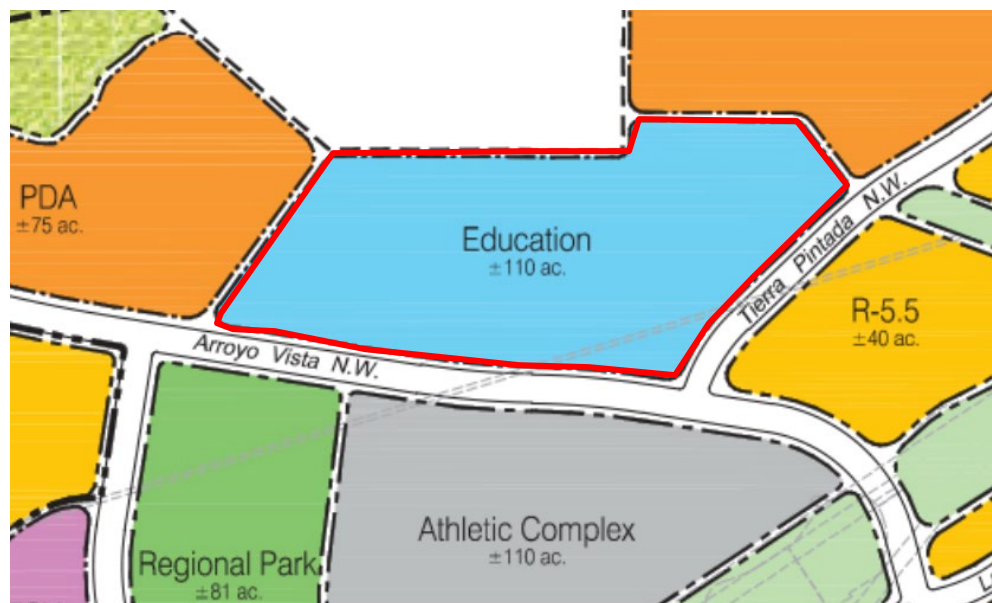 PDA
±75 ac.
Education
±110 ac.
Tierra Pintada N.W.
R-5.5
±40 ac.
Arroyo Vista N.W.
Athletic Complex
±110 ac.
Regional Park
±81 ac.